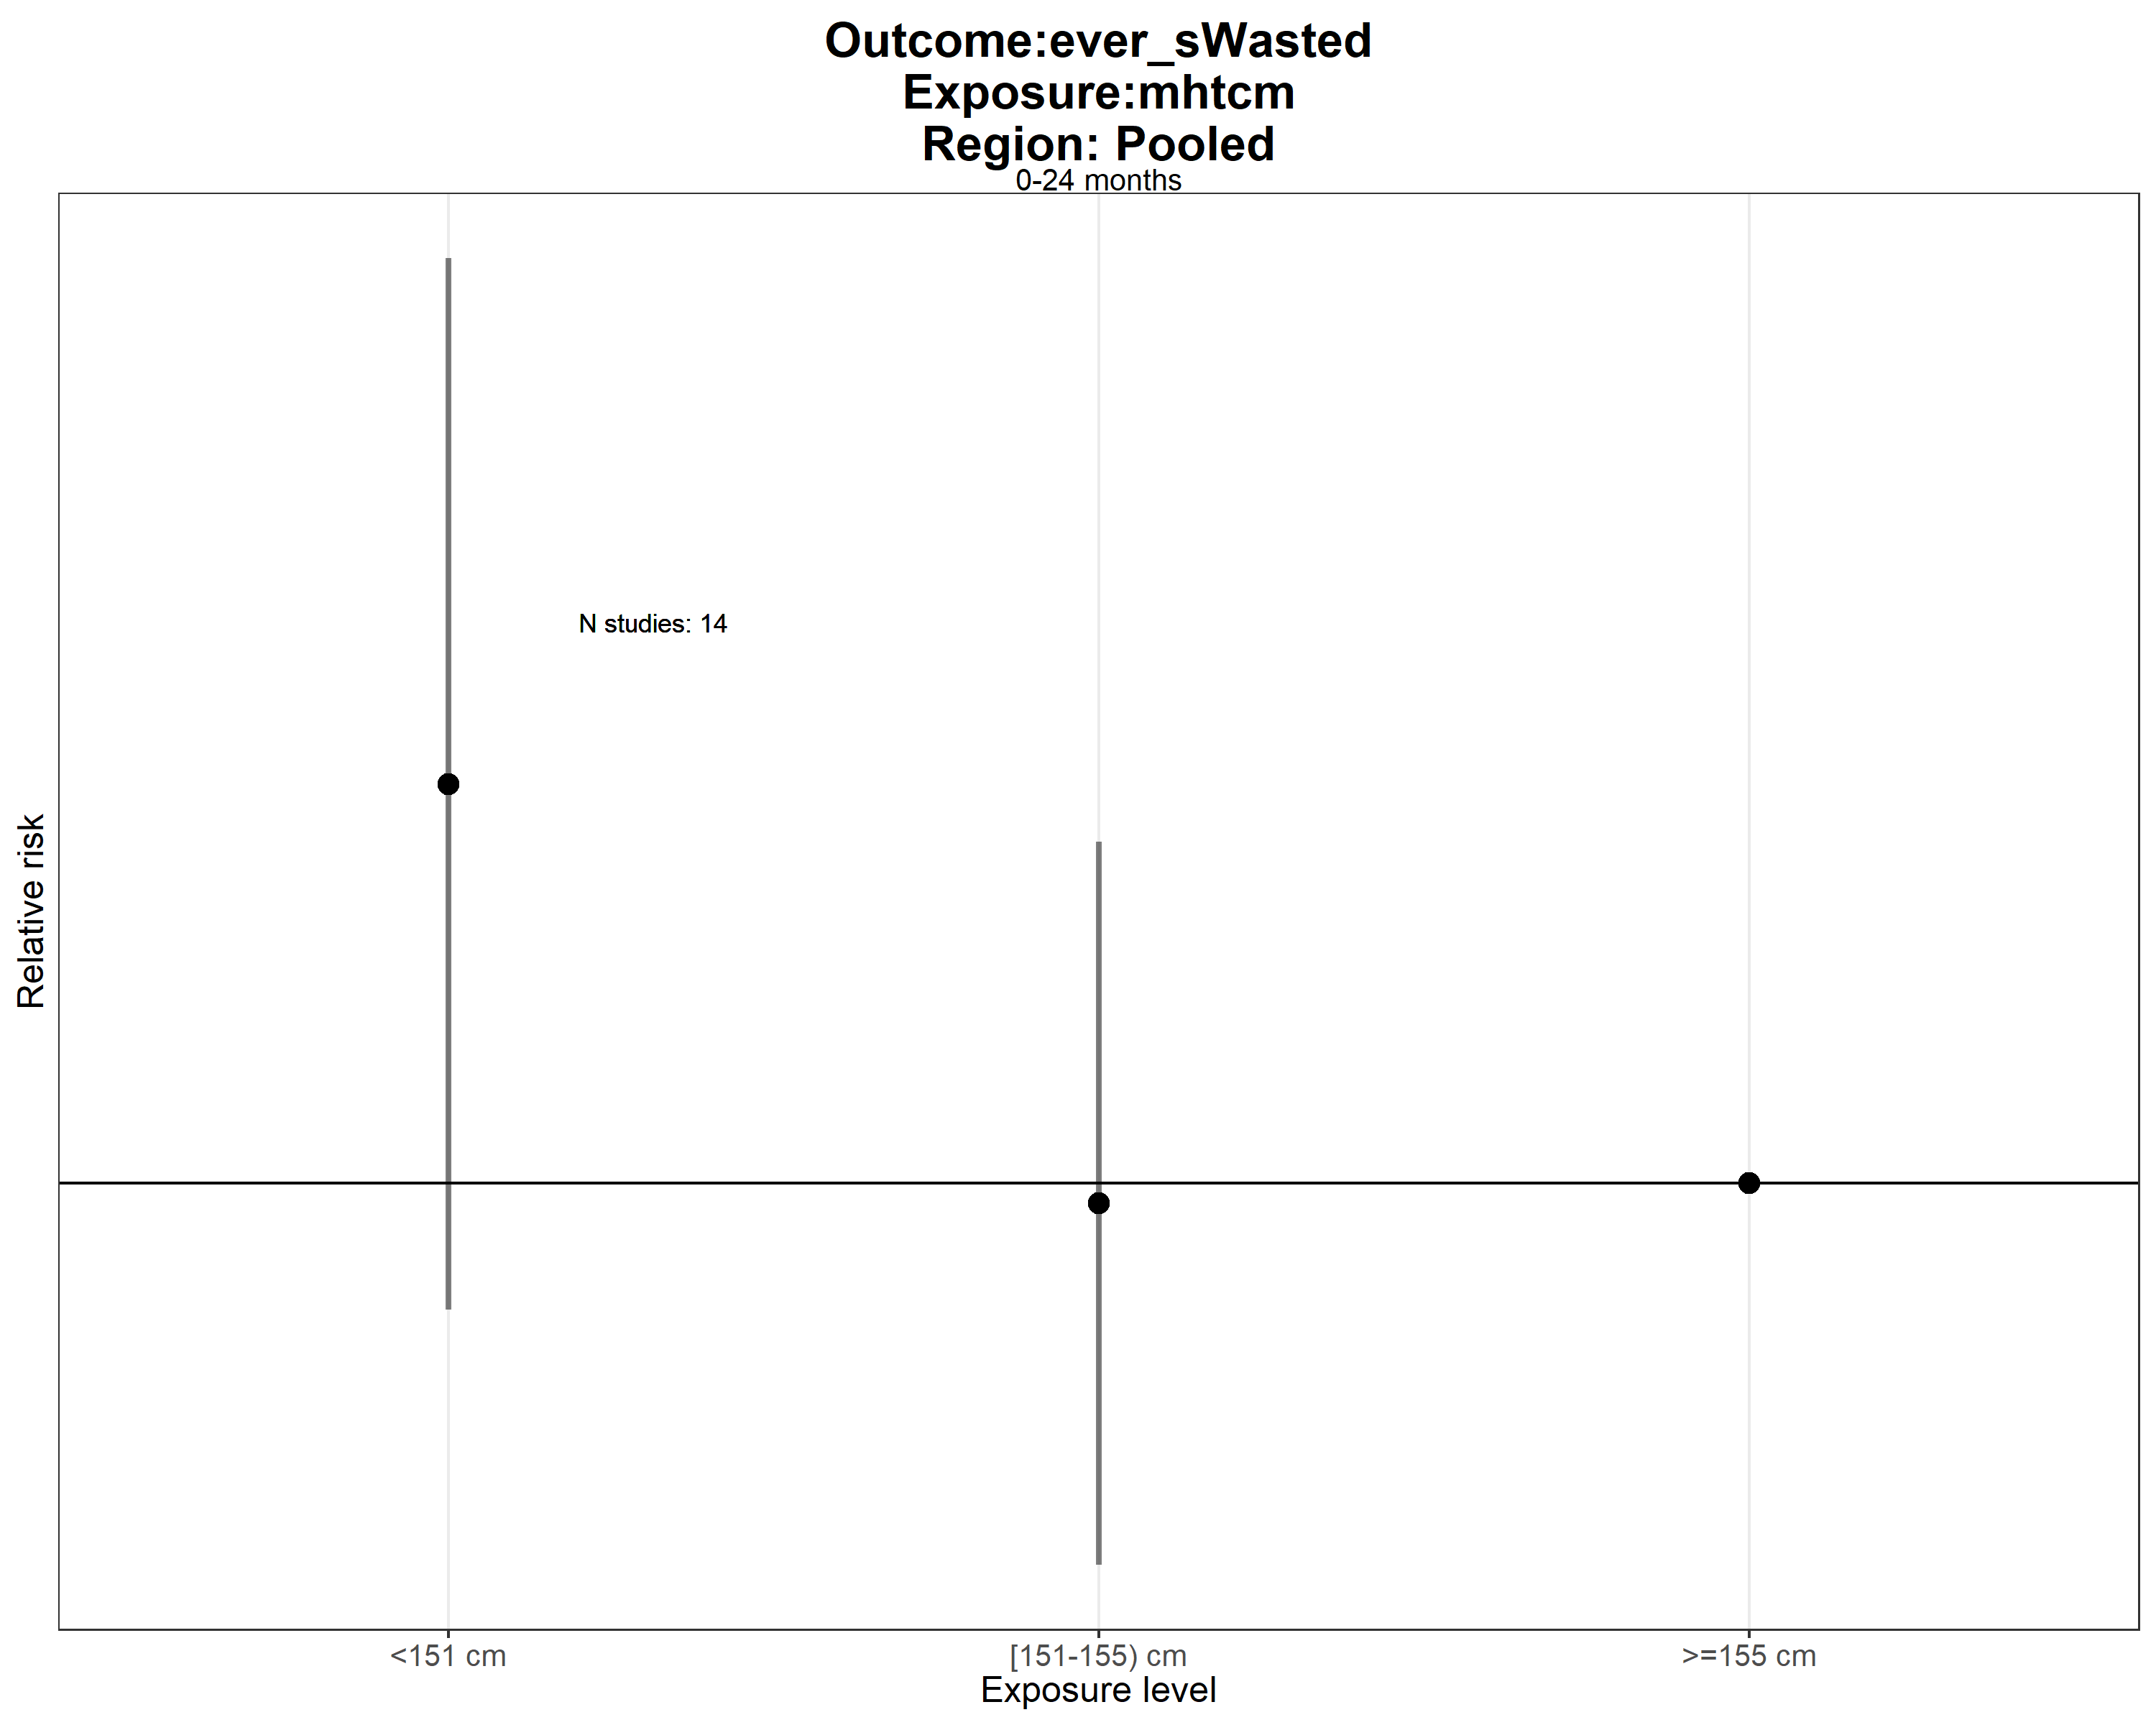 Outcome:ever_sWasted
Exposure:mhtcm
Region: Pooled
0-24 months
N studies: 14
Relative risk
<151 cm
[151-155) cm
>=155 cm
Exposure level